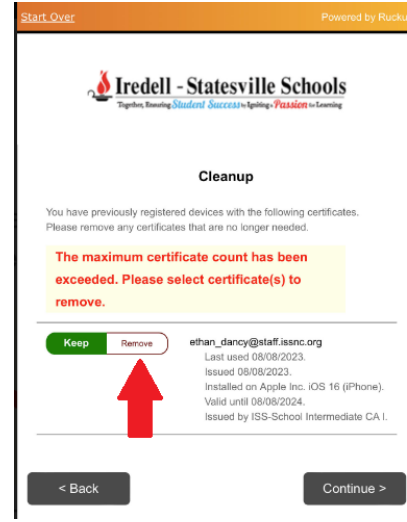 Start Over
Powered by Rucku
Iredell - Statesville Schools
Together, Ensuring Student Success by Igniting a Passion for Learning
Cleanup
You have previously registered devices with the following certificates.
Please remove any certificates that are no longer needed.
The maximum certificate count has been
exceeded. Please select certificate(s) to
remove.
Keep
Remove
ethan_dancy@staff.issnc.org
Last used 08/08/2023.
Issued 08/08/2023.
Installed on Apple Inc. iOS 16 (iPhone).
Valid until 08/08/2024.
Issued by ISS-School Intermediate CA I.
< Back
Continue >